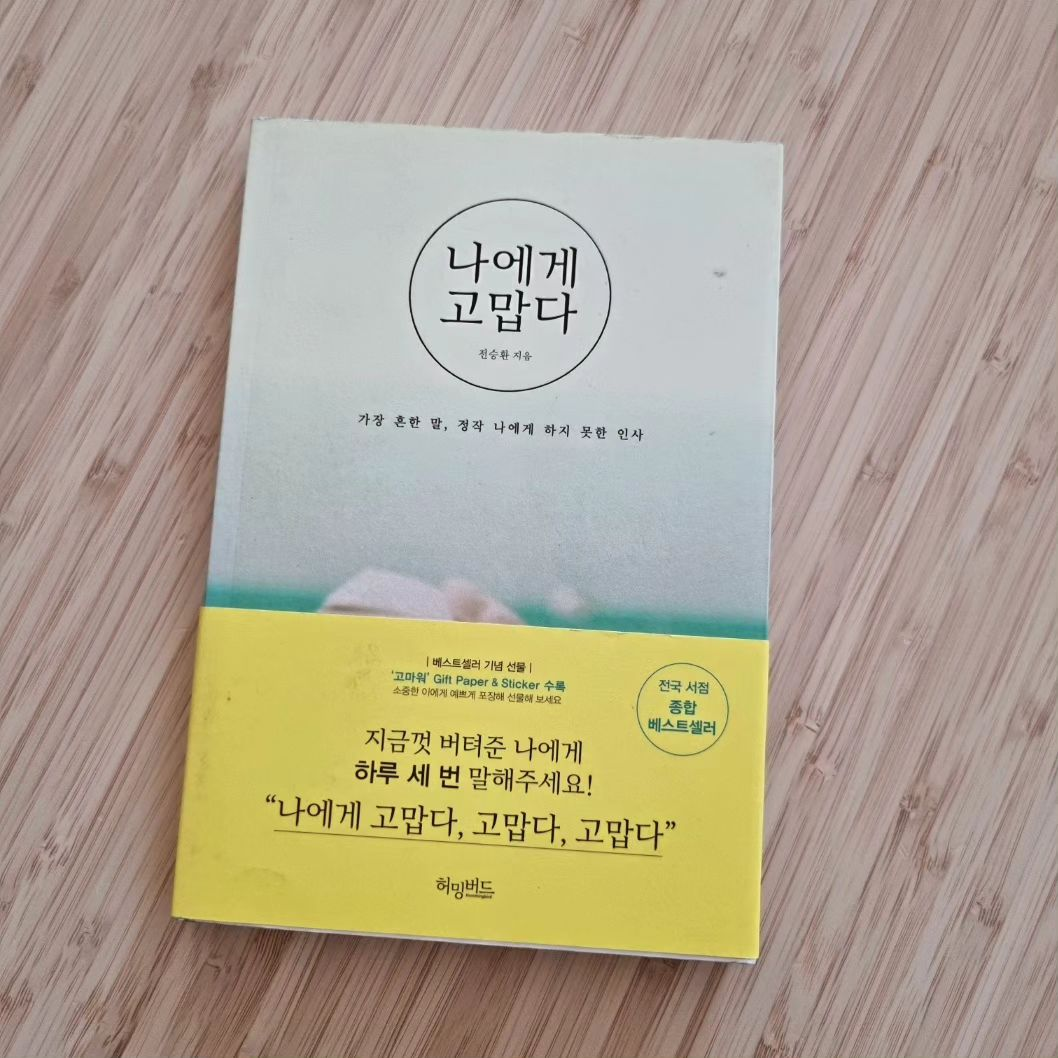 나에게
고맙다
전승환 지음
가장 흔한 말, 정작 나에게 하지 못한 인사
| 베스트셀러 기념 선물 |
'고마워' Gift Paper & Sticker 수록
소중한 이에게 예쁘게 포장해 선물해 보세요
전국 서점
종합
베스트셀러
지금껏 버텨준 나에게
하루 세 번 말해주세요!
“나에게 고맙다, 고맙다, 고맙다”
허밍버드
Hummingbird